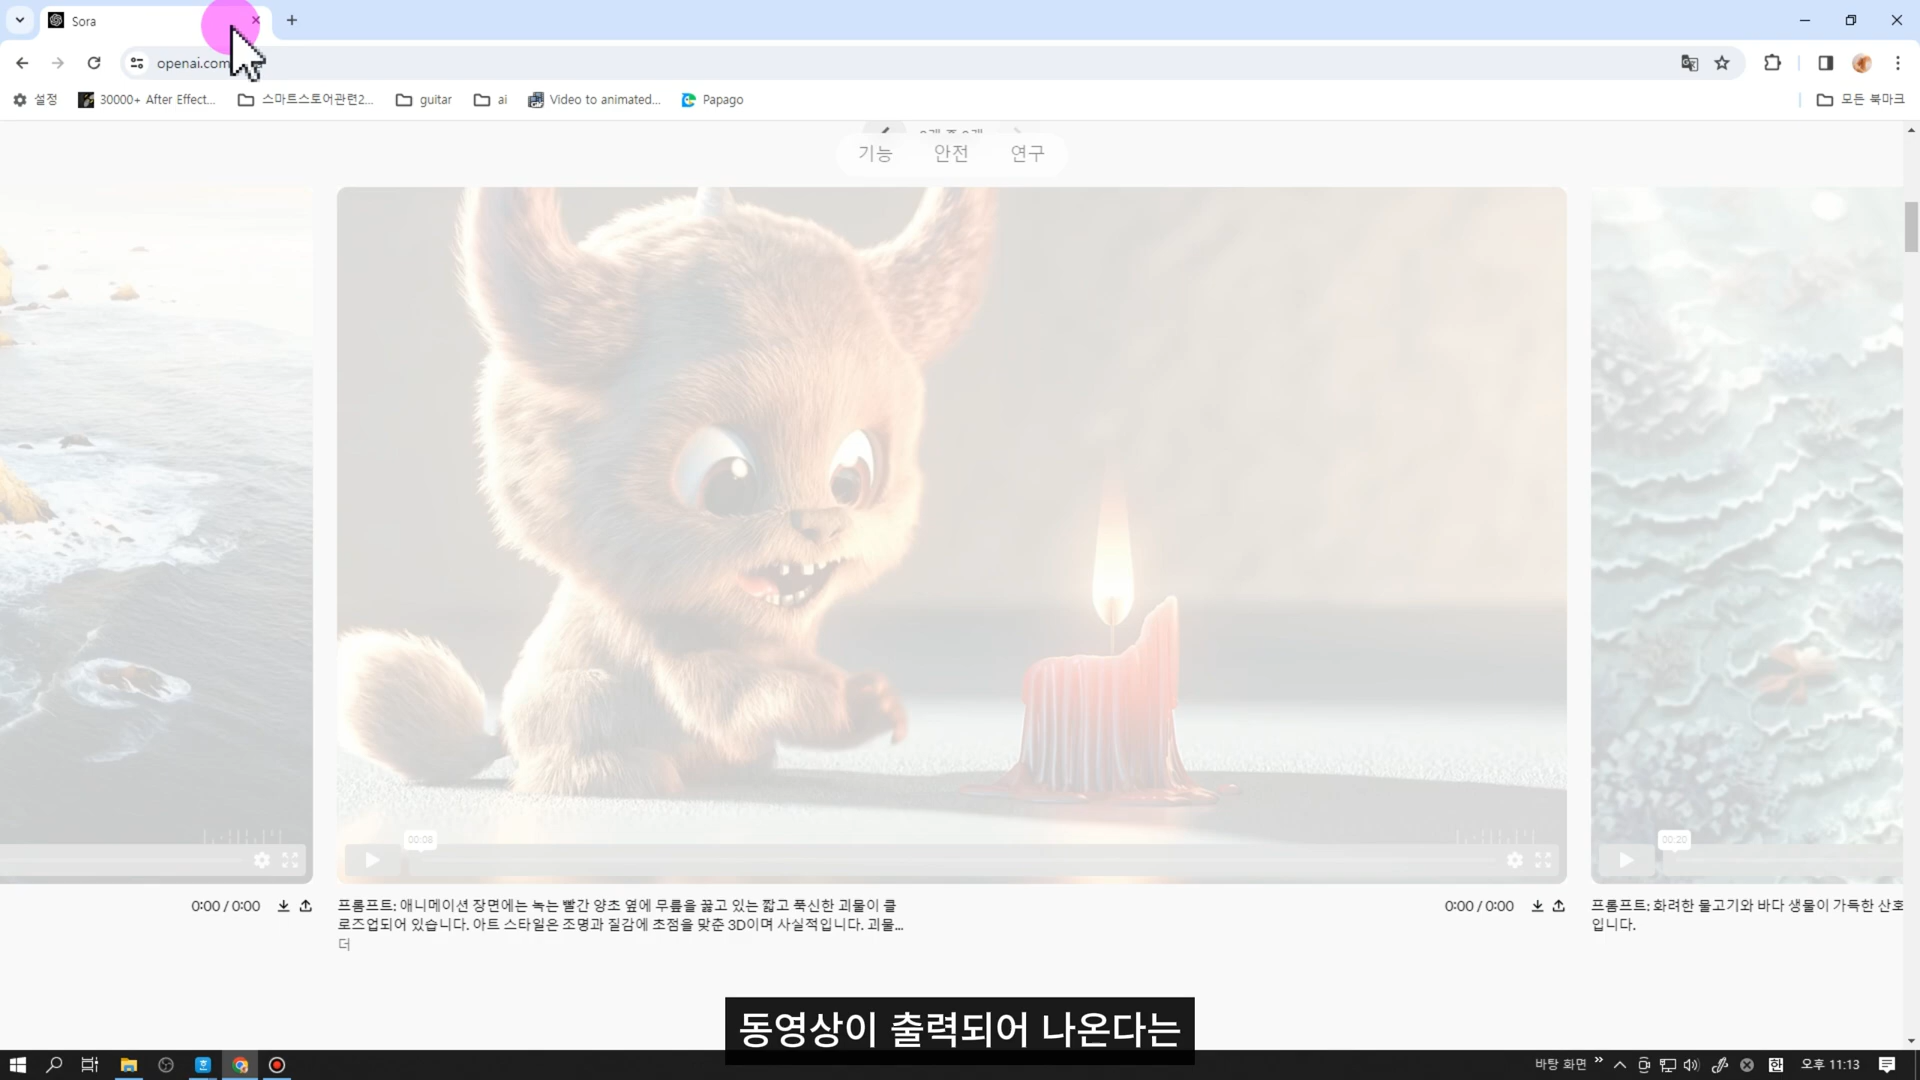 Sora
openai.com
설정
30000+ After Effect...
스마트스토어관련2...
guitar
ai
Video to animated...
Papago
모든 북마크
기능
안전
연구
00:08
00:20
0:00 / 0:00
프롬프트: 애니메이션 장면에는 녹는 빨간 양초 옆에 무릎을 꿇고 있는 짧고 푹신한 괴물이 클
로즈업되어 있습니다. 아트 스타일은 조명과 질감에 초점을 맞춘 3D이며 사실적입니다. 괴물...
더
0:00 / 0:00
프롬프트: 화려한 물고기와 바다 생물이 가득한 산호
입니다.
동영상이 출력되어 나온다는
바탕 화면
한
오후 11:13